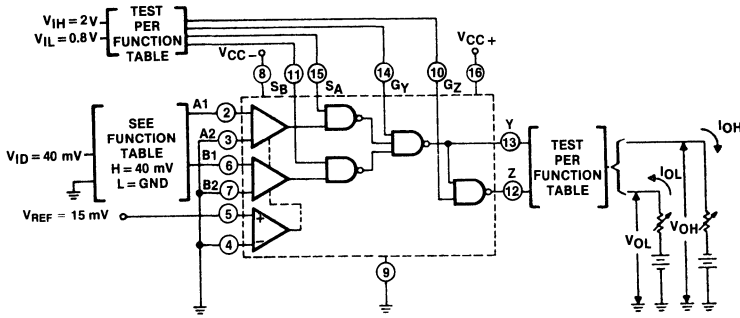 V_IH = 2 V
V_IL = 0.8 V
TEST
PER
FUNCTION
TABLE
V_CC−
V_CC+
8
11
15
14
10
16
S_B
S_A
G_Y
G_Z
SEE
FUNCTION
TABLE
H = 40 mV
L = GND
V_ID = 40 mV
A1
2
A2
3
B1
6
B2
7
V_REF = 15 mV
5
+
4
−
9
Y
13
Z
12
TEST
PER
FUNCTION
TABLE
I_OH
I_OL
V_OL
V_OH